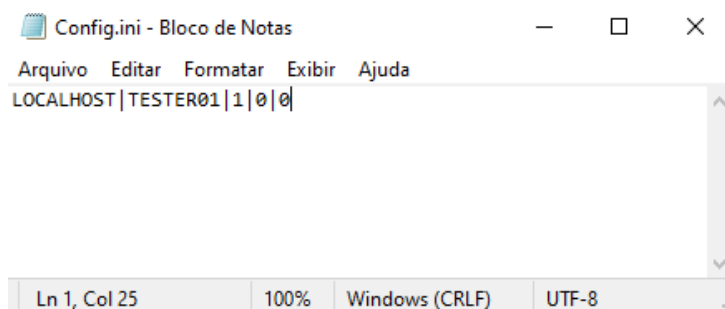 Config.ini - Bloco de Notas
Arquivo Editar Formatar Exibir Ajuda
LOCALHOST|TESTER01|1|0|0
Ln 1, Col 25 100% Windows (CRLF) UTF-8